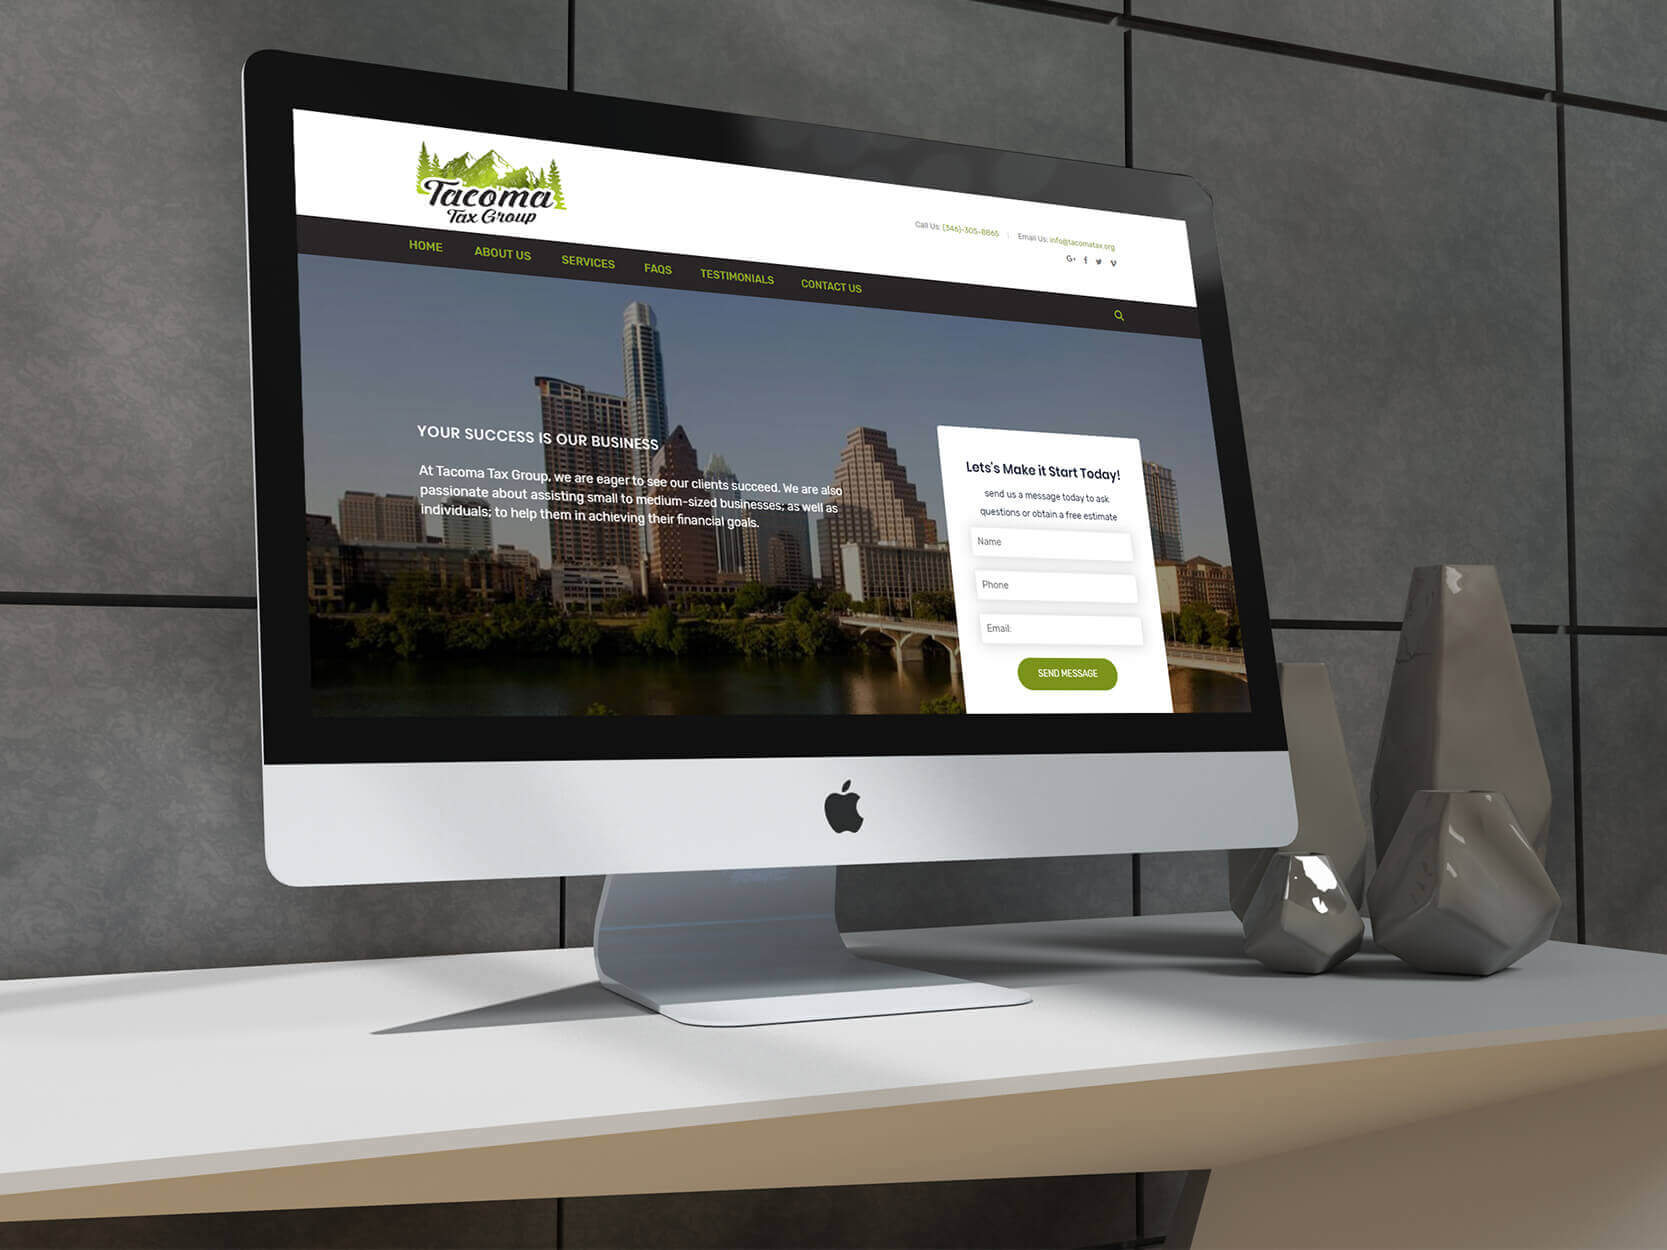 Tacoma
Tax Group
Call Us: (346)-305-8865
Email Us: info@tacomatax.org
G+ f
HOME
ABOUT US
SERVICES
FAQS
TESTIMONIALS
CONTACT US
YOUR SUCCESS IS OUR BUSINESS
At Tacoma Tax Group, we are eager to see our clients succeed. We are also
passionate about assisting small to medium-sized businesses; as well as
individuals; to help them in achieving their financial goals.
Lets's Make it Start Today!
send us a message today to ask
questions or obtain a free estimate
Name
Phone
Email:
SEND MESSAGE